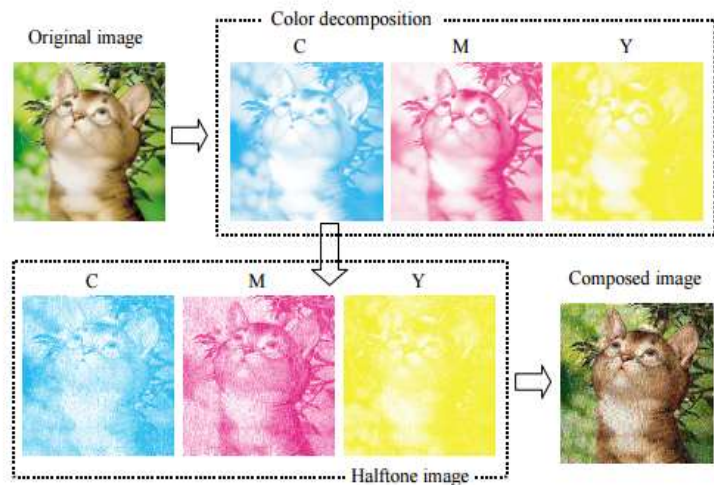 Color decomposition
Original image
C
M
Y
C
M
Y
Composed image
Halftone image